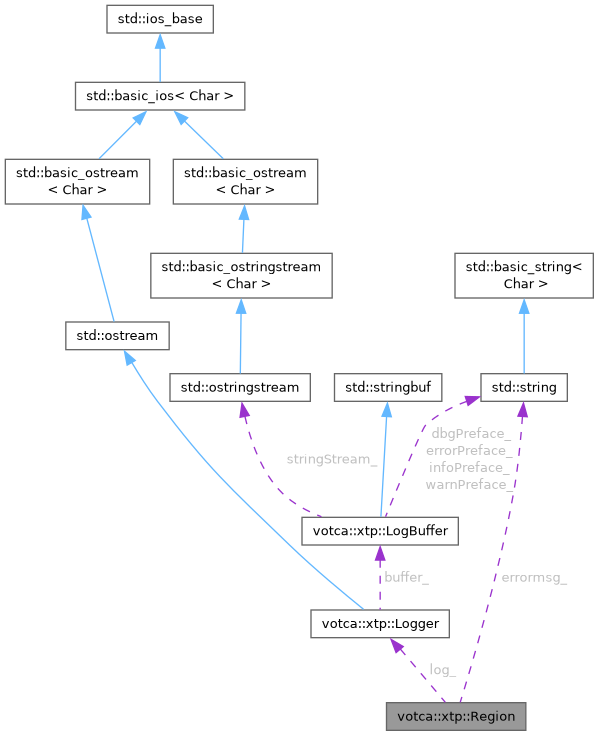 std::ios_base
std::basic_ios< Char >
std::basic_ostream
< Char >
std::basic_ostream
< Char >
std::basic_ostringstream
< Char >
std::basic_string<
Char >
std::ostream
std::ostringstream
std::stringbuf
std::string
dbgPreface_
errorPreface_
infoPreface_
warnPreface_
stringStream_
votca::xtp::LogBuffer
buffer_
errormsg_
votca::xtp::Logger
log_
votca::xtp::Region